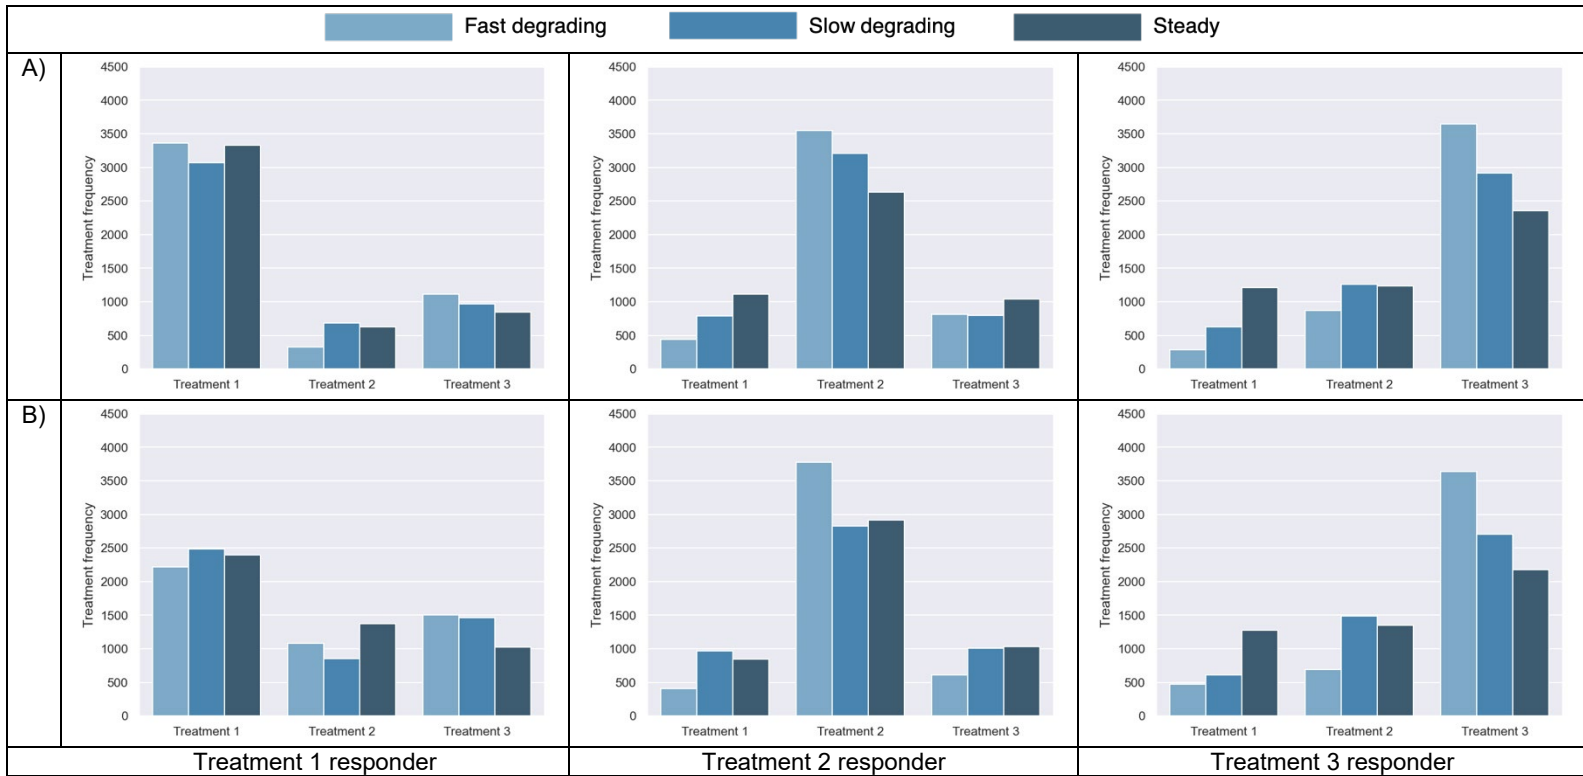 Fast degrading Slow degrading Steady
A)
4500 4500 4500
4000 4000 4000
3500 3500 3500
3000 3000 3000
2500 2500 2500
2000 2000 2000
1500 1500 1500
1000 1000 1000
500 500 500
0 0 0
Treatment frequency Treatment frequency Treatment frequency
Treatment 1 Treatment 2 Treatment 3 Treatment 1 Treatment 2 Treatment 3 Treatment 1 Treatment 2 Treatment 3
B)
4500 4500 4500
4000 4000 4000
3500 3500 3500
3000 3000 3000
2500 2500 2500
2000 2000 2000
1500 1500 1500
1000 1000 1000
500 500 500
0 0 0
Treatment frequency Treatment frequency Treatment frequency
Treatment 1 Treatment 2 Treatment 3 Treatment 1 Treatment 2 Treatment 3 Treatment 1 Treatment 2 Treatment 3
Treatment 1 responder Treatment 2 responder Treatment 3 responder